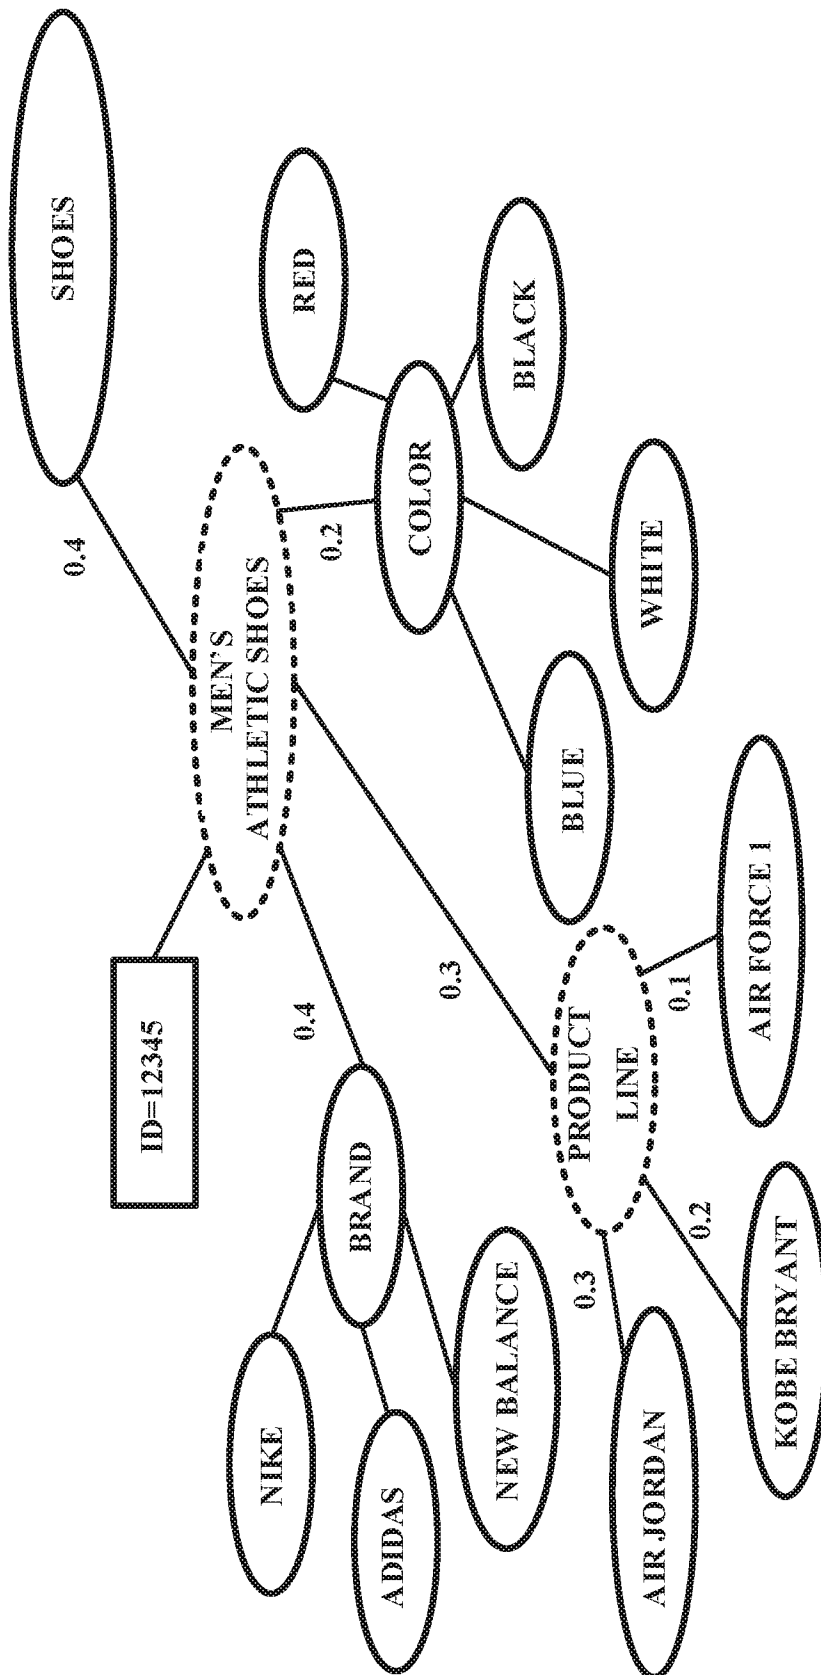 SHOES
0.4
ID=12345
MEN'S
ATHLETIC SHOES
0.4
0.3
0.2
NIKE
BRAND
ADIDAS
NEW BALANCE
COLOR
RED
BLACK
WHITE
BLUE
PRODUCT
LINE
0.3
0.2
0.1
AIR JORDAN
KOBE BRYANT
AIR FORCE 1